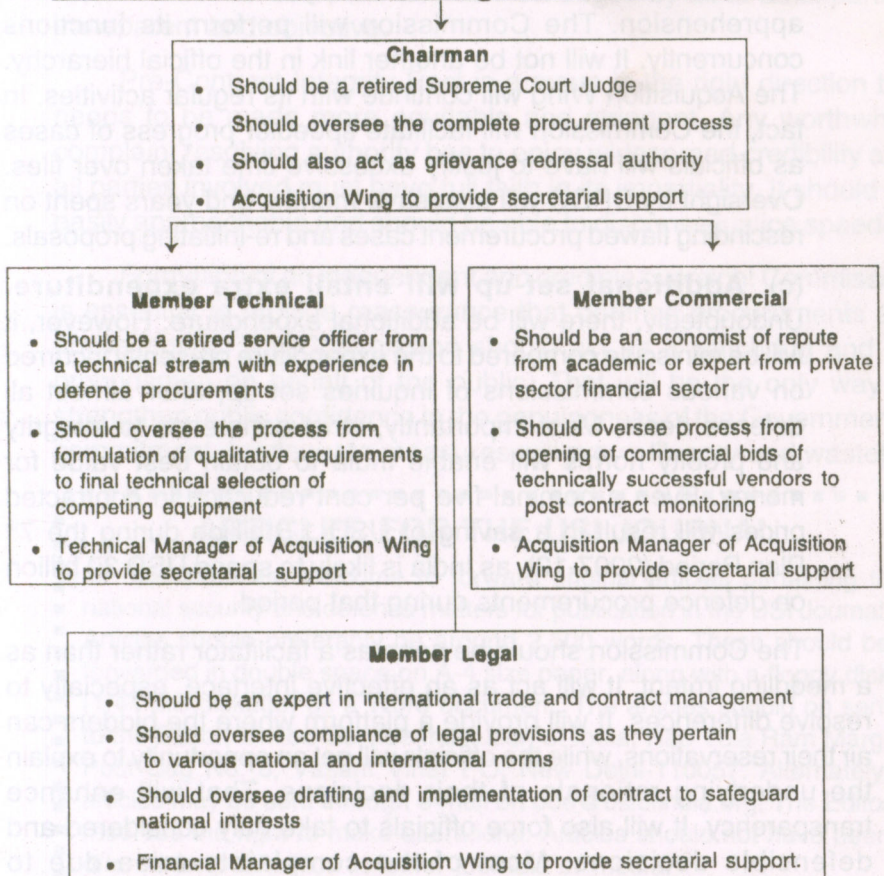 Chairman
• Should be a retired Supreme Court Judge
• Should oversee the complete procurement process
• Should also act as grievance redressal authority
• Acquisition Wing to provide secretarial support
Member Technical
• Should be a retired service officer from
a technical stream with experience in
defence procurements
• Should oversee the process from
formulation of qualitative requirements
to final technical selection of
competing equipment
• Technical Manager of Acquisition Wing
to provide secretarial support
Member Commercial
• Should be an economist of repute
from academic or expert from private
sector financial sector
• Should oversee process from
opening of commercial bids of
technically successful vendors to
post contract monitoring
• Acquisition Manager of Acquisition
Wing to provide secretarial support
Member Legal
• Should be an expert in international trade and contract management
• Should oversee compliance of legal provisions as they pertain
to various national and international norms
• Should oversee drafting and implementation of contract to safeguard
national interests
• Financial Manager of Acquisition Wing to provide secretarial support.